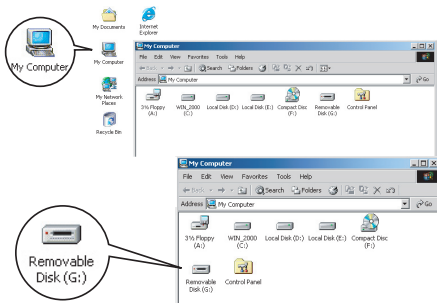 My Documents
Internet
Explorer
My Computer
My Computer
My Network
Places
Recycle Bin
My Computer
File Edit View Favorites Tools Help
Back Search Folders
Address My Computer Go
3½ Floppy
(A:)
WIN_2000
(C:)
Local Disk (D:)
Local Disk (E:)
Compact Disc
(F:)
Removable
Disk (G:)
Control Panel
My Computer
File Edit View Favorites Tools Help
Back Search Folders
Address My Computer Go
3½ Floppy
(A:)
WIN_2000
(C:)
Local Disk (D:)
Local Disk (E:)
Compact Disc
(F:)
Removable
Disk (G:)
Control Panel
Removable
Disk (G:)